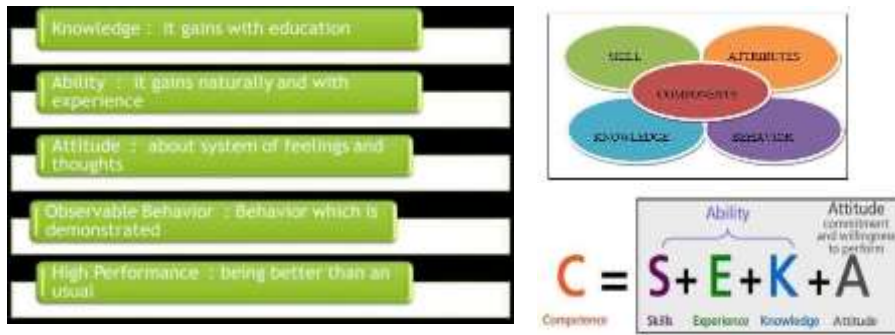 Knowledge : it gains with education
Ability : it gains naturally and with
experience
Attitude : about system of feelings and
thoughts
Observable Behavior : Behavior which is
demonstrated
High Performance : being better than an
usual
SKILL
ATTRIBUTES
COMPONENTS
KNOWLEDGE
BEHAVIOR
Ability
Attitude
commitment
and willingness
to perform
C = S + E + K + A
Competence
Skills Experience Knowledge Attitude